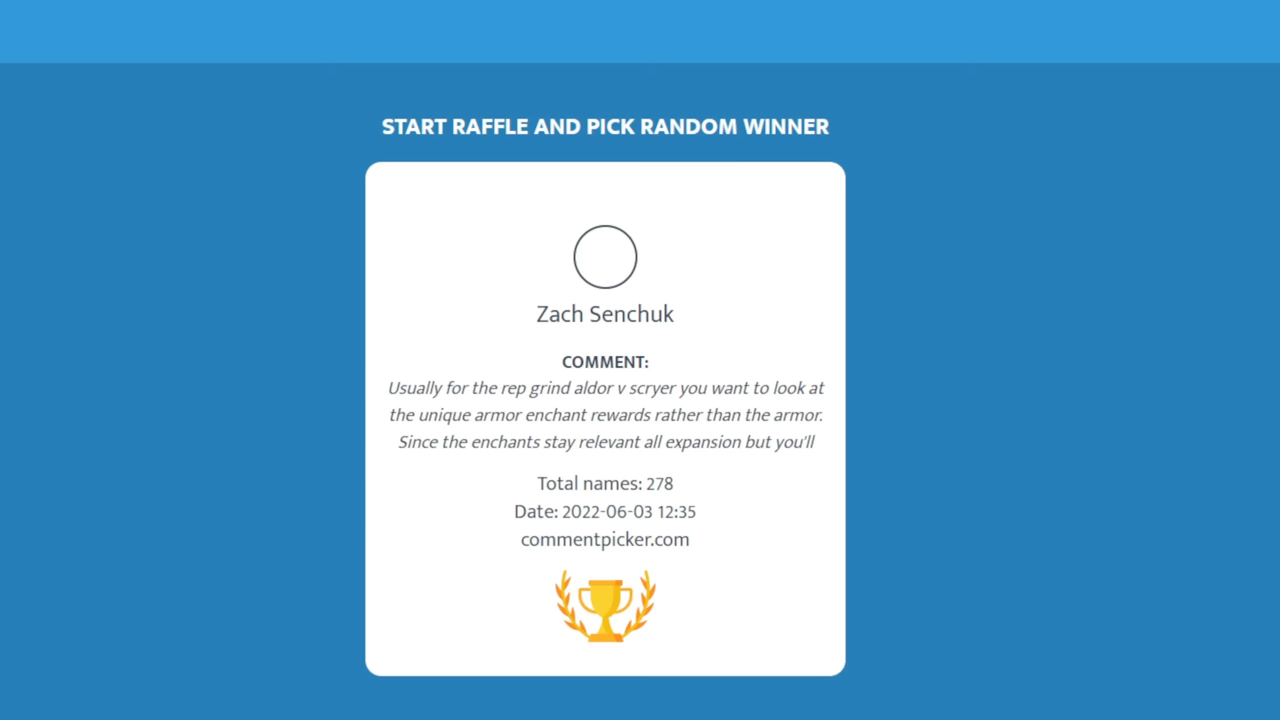 START RAFFLE AND PICK RANDOM WINNER
Zach Senchuk
COMMENT:
Usually for the rep grind aldor v scryer you want to look at
the unique armor enchant rewards rather than the armor.
Since the enchants stay relevant all expansion but you'll
Total names: 278
Date: 2022-06-03 12:35
commentpicker.com